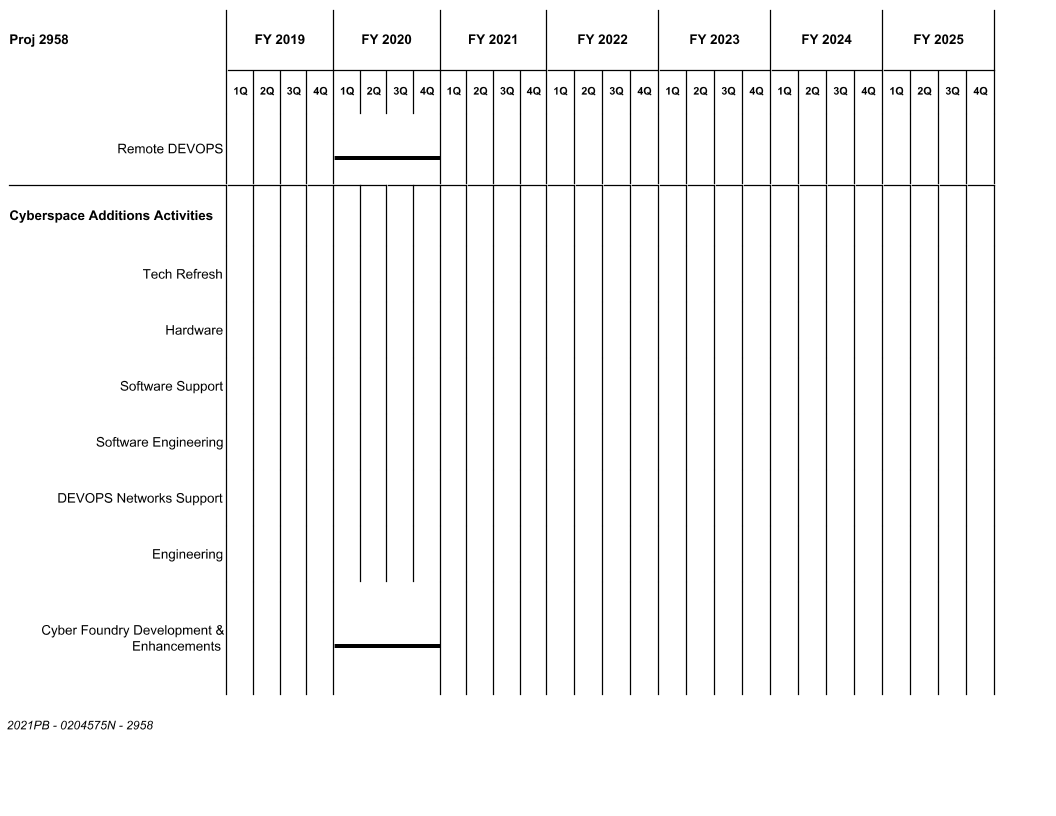 Proj 2958 FY 2019 FY 2020 FY 2021 FY 2022 FY 2023 FY 2024 FY 2025
1Q 2Q 3Q 4Q 1Q 2Q 3Q 4Q 1Q 2Q 3Q 4Q 1Q 2Q 3Q 4Q 1Q 2Q 3Q 4Q 1Q 2Q 3Q 4Q 1Q 2Q 3Q 4Q
Remote DEVOPS
Cyberspace Additions Activities
Tech Refresh
Hardware
Software Support
Software Engineering
DEVOPS Networks Support
Engineering
Cyber Foundry Development &
Enhancements
2021PB - 0204575N - 2958